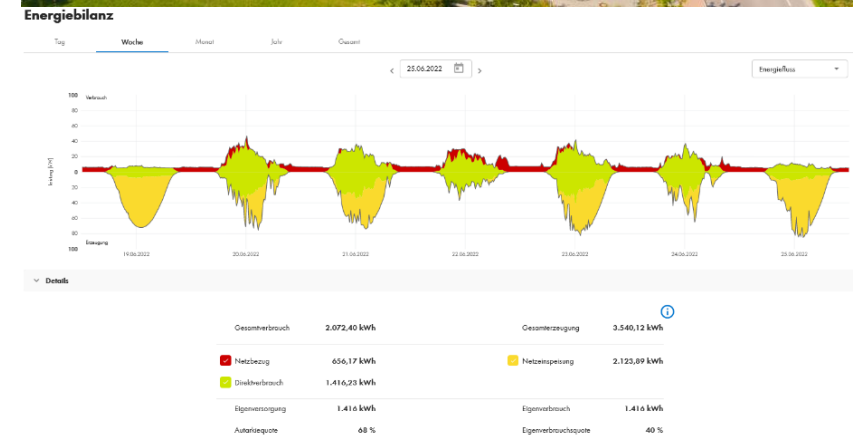 Energiebilanz
Tag Woche Monat Jahr Gesamt
25.06.2022 Energiefluss
100 Verbrauch
80
60
40
20
0
20
40
60
80
100 Erzeugung
Leistung [kW]
19.06.2022 20.06.2022 21.06.2022 22.06.2022 23.06.2022 24.06.2022 25.06.2022
Details
Gesamtverbrauch 2.072,40 kWh Gesamterzeugung 3.540,12 kWh
Netzbezug 656,17 kWh Netzeinspeisung 2.123,89 kWh
Direktverbrauch 1.416,23 kWh
Eigenversorgung 1.416 kWh Eigenverbrauch 1.416 kWh
Autarkiequote 68 % Eigenverbrauchsquote 40 %